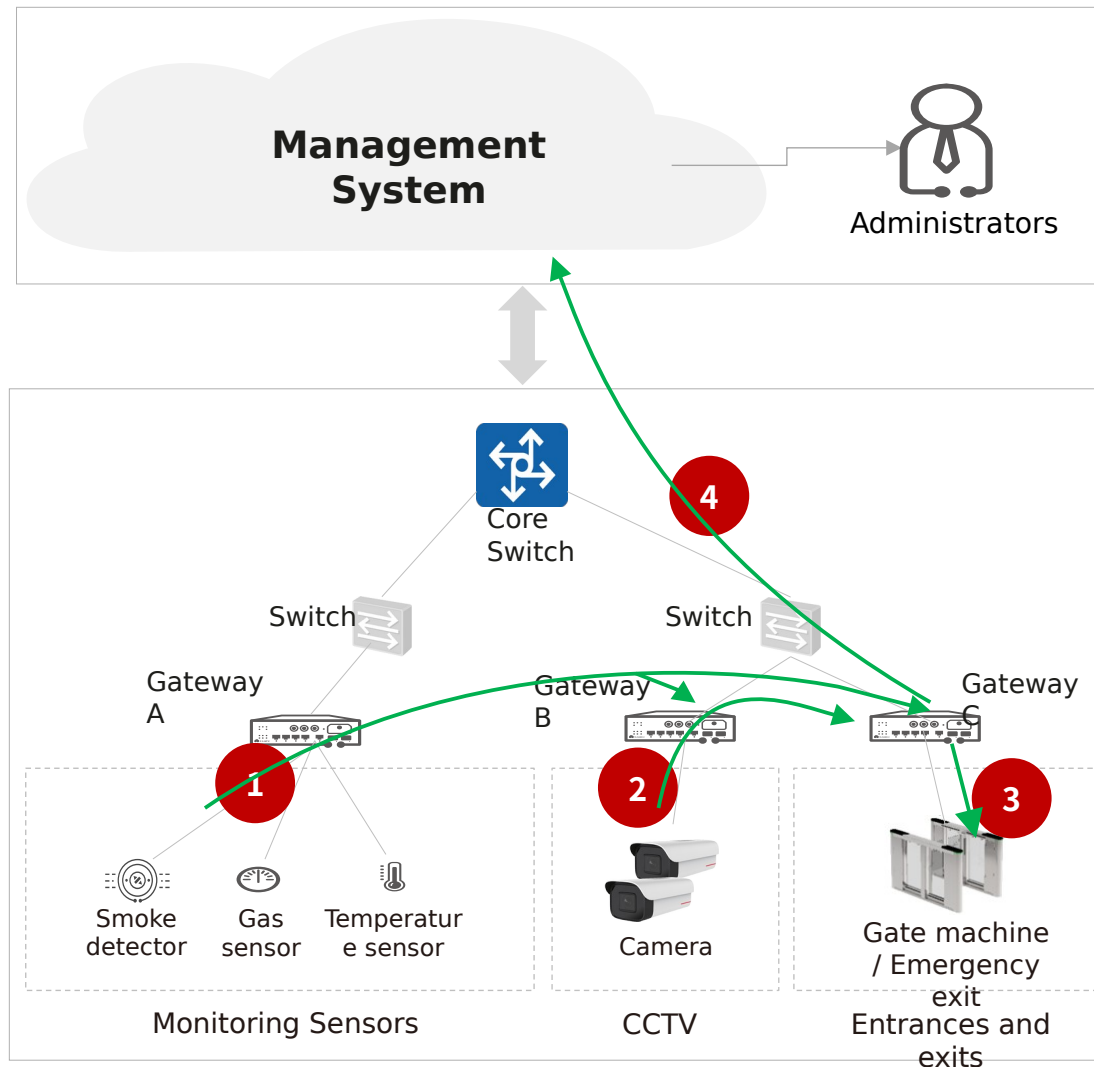 Management
System
Administrators
4
Core
Switch
Switch
Switch
Gateway
A
Gateway
B
Gateway
C
1
2
3
Smoke
detector
Gas
sensor
Temperatur
e sensor
Camera
Gate machine
/ Emergency
exit
Monitoring Sensors
CCTV
Entrances and
exits